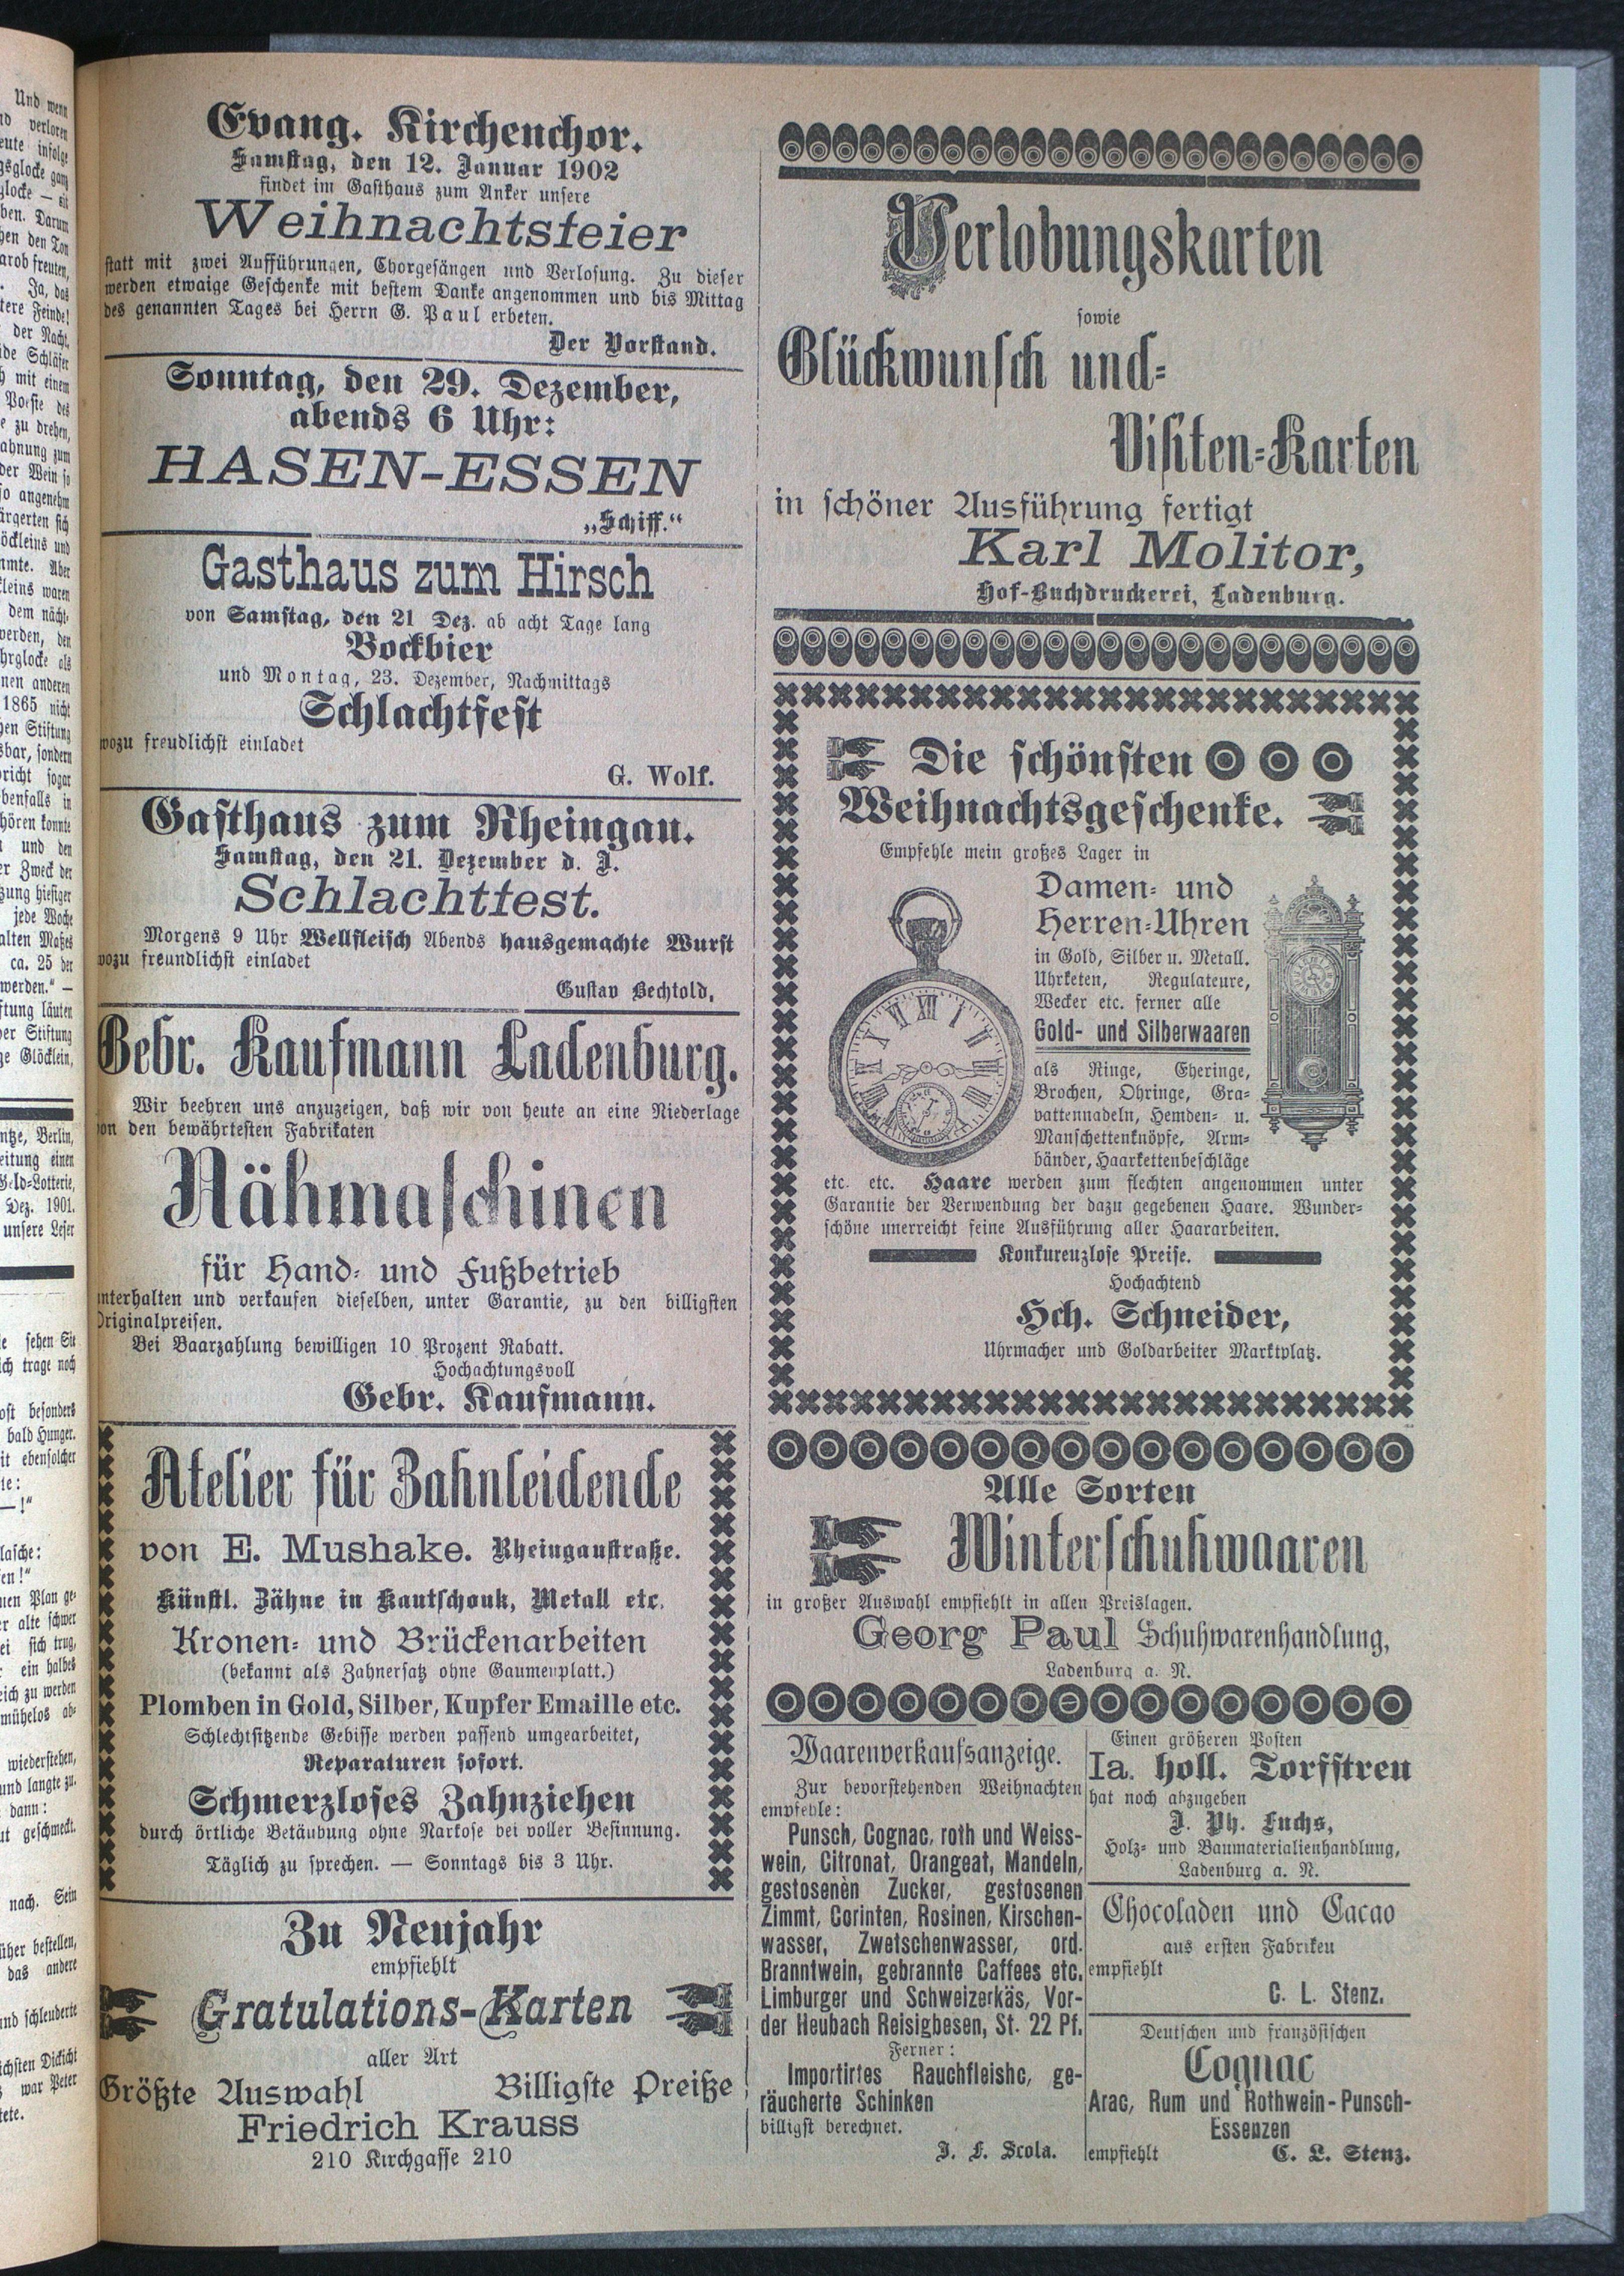 Evang. Kirchenchor.
Samstag, den 12. Januar 1902
findet im Gasthaus zum Anker unsere
Weihnachtsfeier
statt mit zwei Aufführungen, Chorgesängen und Verlosung. Zu dieser
werden etwaige Geschenke mit bestem Danke angenommen und bis Mittag
des genannten Tages bei Herrn G. Paul erbeten.
Der Vorstand.
Sonntag, den 29. Dezember,
abends 6 Uhr:
HASEN-ESSEN
„Schiff.“
Gasthaus zum Hirsch
von Samstag, den 21 Dez. ab acht Tage lang
Bockbier
und Montag, 23. Dezember, Nachmittags
Schlachtfest
wozu freudlichst einladet
G. Wolf.
Gasthaus zum Rheingau.
Samstag, den 21. Dezember d. J.
Schlachtfest.
Morgens 9 Uhr Wellfleisch Abends hausgemachte Wurst
wozu freundlichst einladet
Gustav Bechtold,
Gebr. Kaufmann Ladenburg.
Wir beehren uns anzuzeigen, daß wir von heute an eine Niederlage
von den bewährtesten Fabrikaten
Nähmaschinen
für Hand- und Fußbetrieb
unterhalten und verkaufen dieselben, unter Garantie, zu den billigsten
Originalpreisen.
Bei Baarzahlung bewilligen 10 Prozent Rabatt.
Hochachtungsvoll
Gebr. Kaufmann.
Atelier für Zahnleidende
von E. Mushake. Rheingaustraße.
Künstl. Zähne in Kautschouk, Metall etc.
Kronen- und Brückenarbeiten
(bekannt als Zahnersatz ohne Gaumenplatt.)
Plomben in Gold, Silber, Kupfer Emaille etc.
Schlechtsitzende Gebisse werden passend umgearbeitet,
Reparaturen sofort.
Schmerzloses Zahnziehen
durch örtliche Betäubung ohne Narkose bei voller Besinnung.
Täglich zu sprechen. — Sonntags bis 3 Uhr.
Zu Neujahr
empfiehlt
Gratulations-Karten
aller Art
Größte Auswahl Billigste Preiße
Friedrich Krauss
210 Kirchgasse 210
Verlobungskarten
sowie
Glückwunsch und-
Visiten-Karten
in schöner Ausführung fertigt
Karl Molitor,
Hof-Buchdruckerei, Ladenburg.
Die schönsten
Weihnachtsgeschenke.
Empfehle mein großes Lager in
Damen- und
Herren-Uhren
in Gold, Silber u. Metall.
Uhrketen, Regulateure,
Wecker etc. ferner alle
Gold- und Silberwaaren
als Ringe, Eheringe,
Brochen, Ohringe, Gra-
vattennadeln, Hemden- u.
Manschettenknöpfe, Arm-
bänder, Haarkettenbeschläge
etc. etc. Haare werden zum flechten angenommen unter
Garantie der Verwendung der dazu gegebenen Haare. Wunder-
schöne unerreicht feine Ausführung aller Haararbeiten.
Konkurenzlose Preise.
Hochachtend
Hch. Schneider,
Uhrmacher und Goldarbeiter Marktplatz.
Alle Sorten
Winterschuhwaaren
in großer Auswahl empfiehlt in allen Preislagen.
Georg Paul Schuhwarenhandlung,
Ladenburg a. N.
Waarenverkaufsanzeige.
Zur bevorstehenden Weihnachten
empfehle:
Punsch, Cognac, roth und Weiss-
wein, Citronat, Orangeat, Mandeln,
gestosenen Zucker, gestosenen
Zimmt, Corinten, Rosinen, Kirschen-
wasser, Zwetschenwasser, ord.
Branntwein, gebrannte Caffees etc.
Limburger und Schweizerkäs, Vor-
der Heubach Reisigbesen, St. 22 Pf.
Ferner:
Importirtes Rauchfleishc, ge-
räucherte Schinken
billigst berechnet.
J. F. Scola.
Einen größeren Posten
Ia. holl. Torfstreu
hat noch abzugeben
J. Ph. Fuchs,
Holz- und Baumaterialienhandlung,
Ladenburg a. N.
Chocoladen und Cacao
aus ersten Fabriken
empfiehlt
C. L. Stenz.
Deutschen und französischen
Cognac
Arac, Rum und Rothwein-Punsch-
Essenzen
empfiehlt C. L. Stenz.